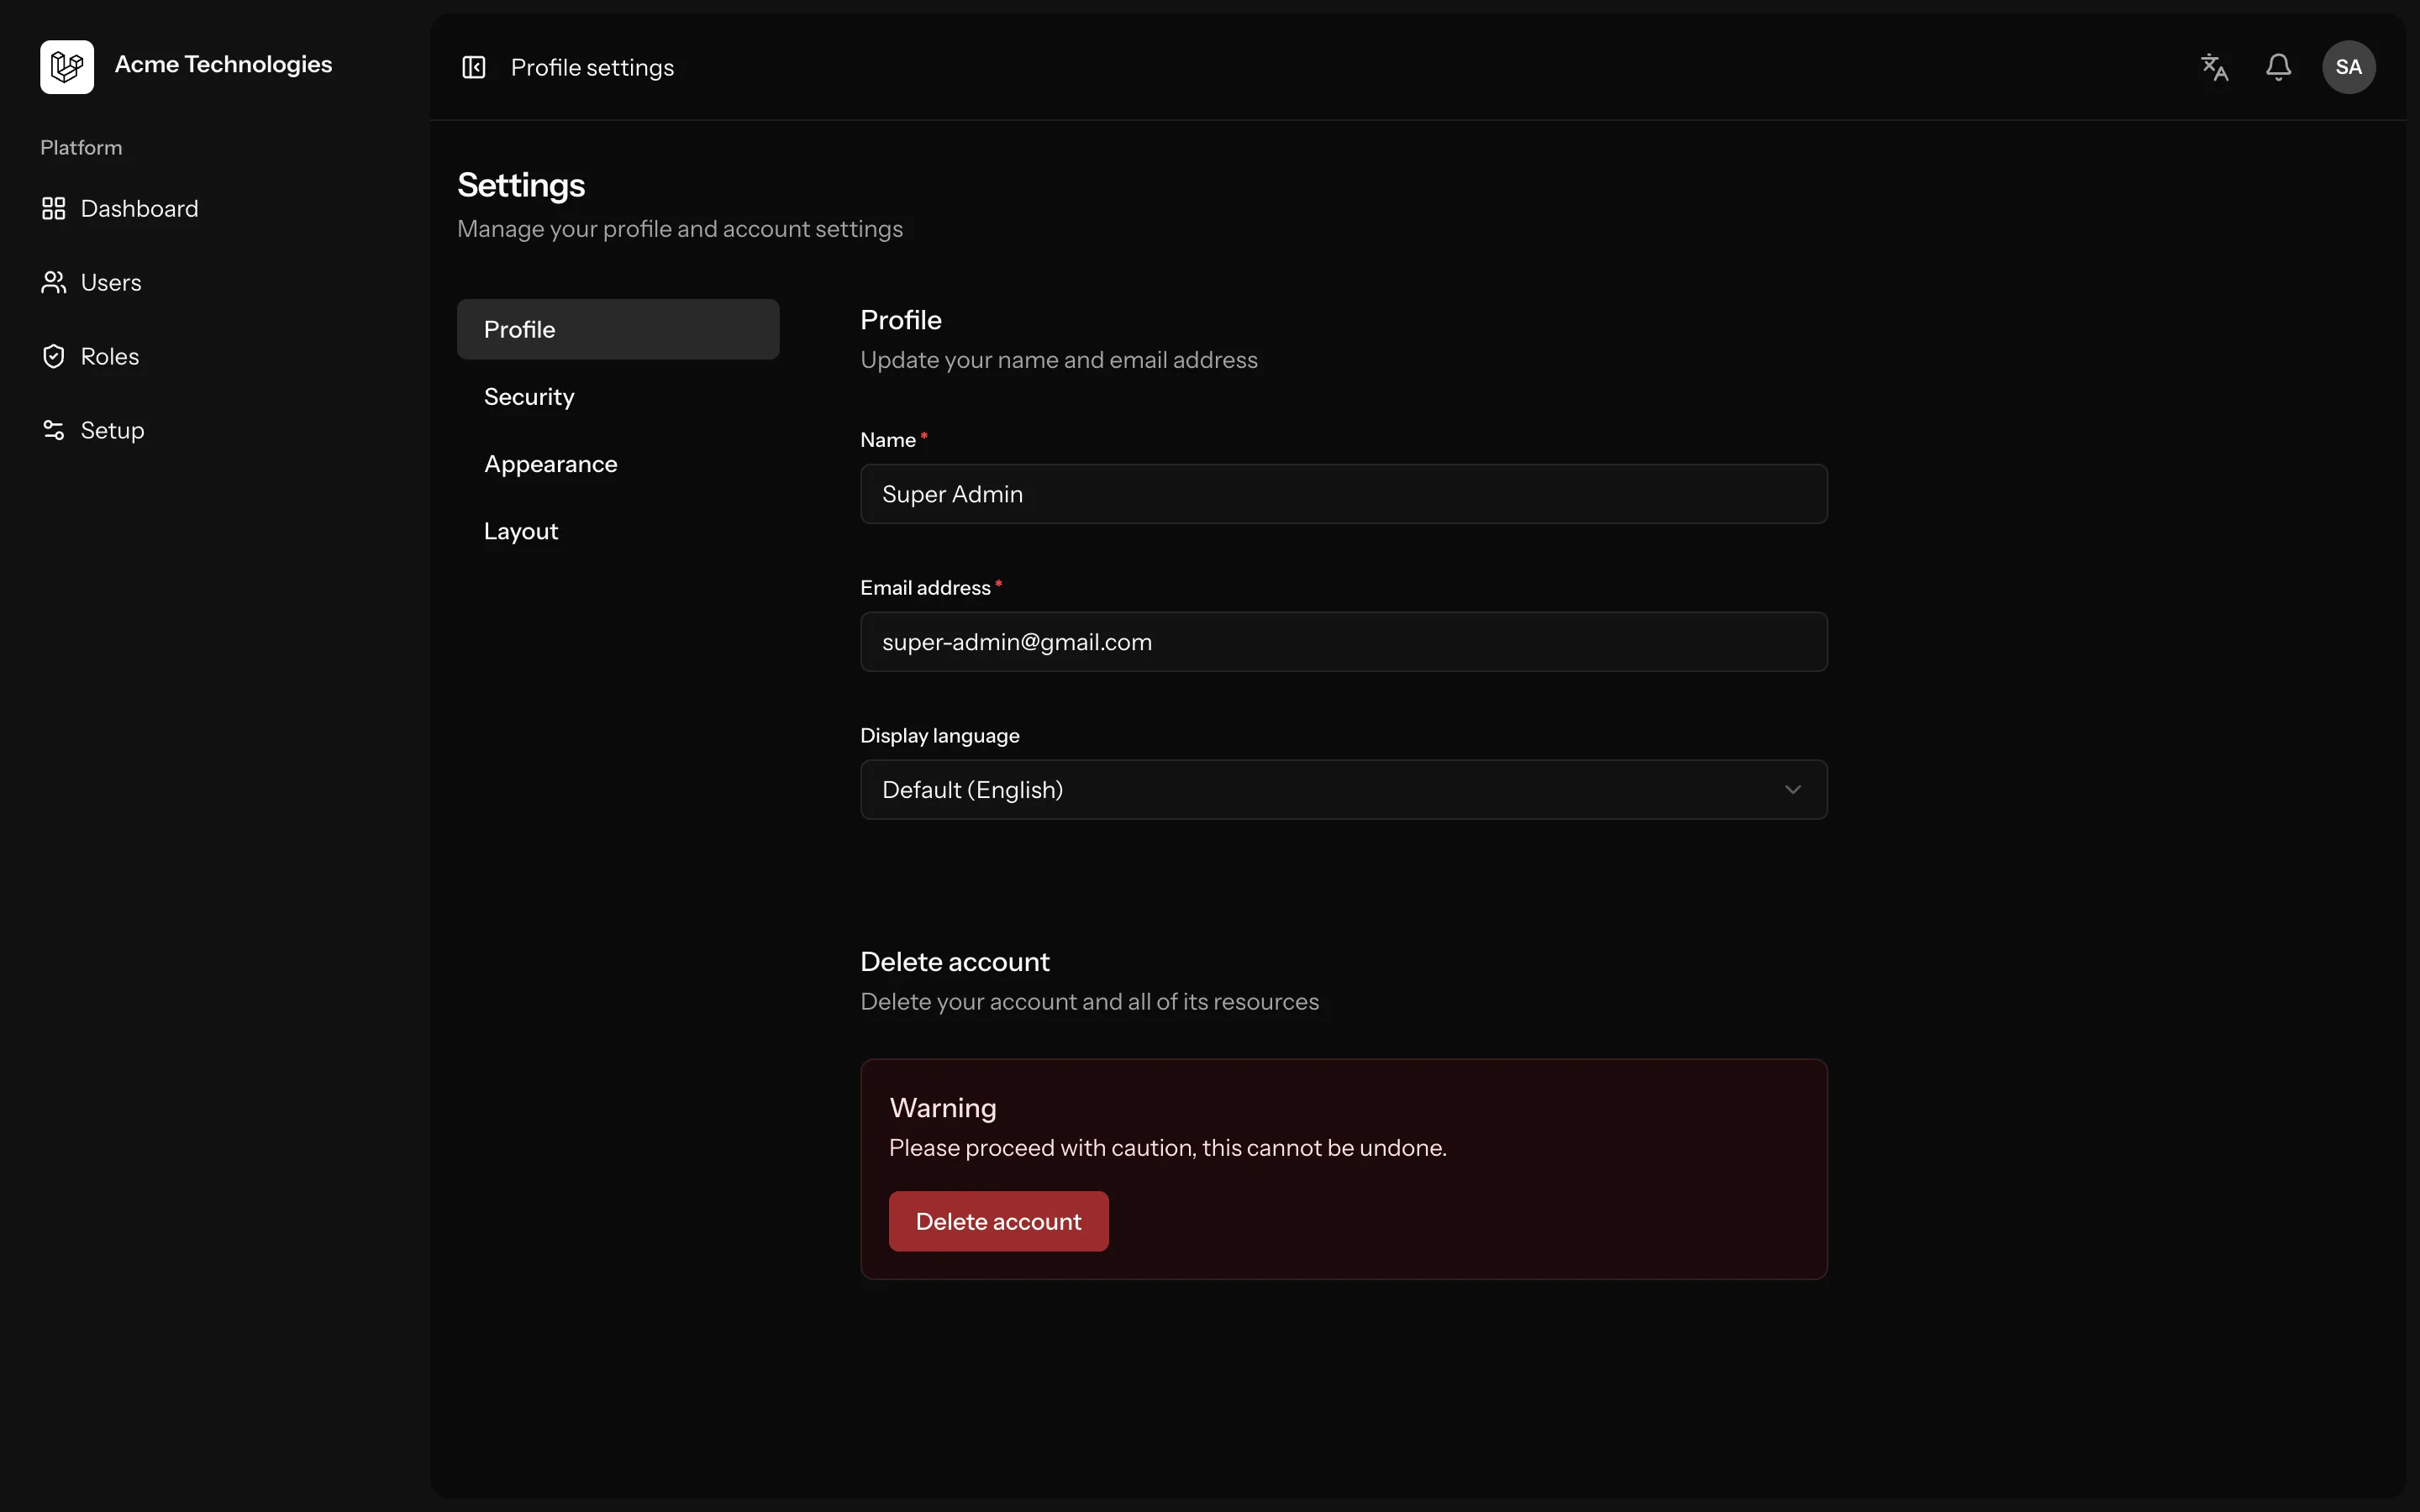 Acme Technologies
Platform
Dashboard
Users
Roles
Setup
Profile settings
SA
Settings
Manage your profile and account settings
Profile
Security
Appearance
Layout
Profile
Update your name and email address
Name *
Super Admin
Email address *
super-admin@gmail.com
Display language
Default (English)
Delete account
Delete your account and all of its resources
Warning
Please proceed with caution, this cannot be undone.
Delete account